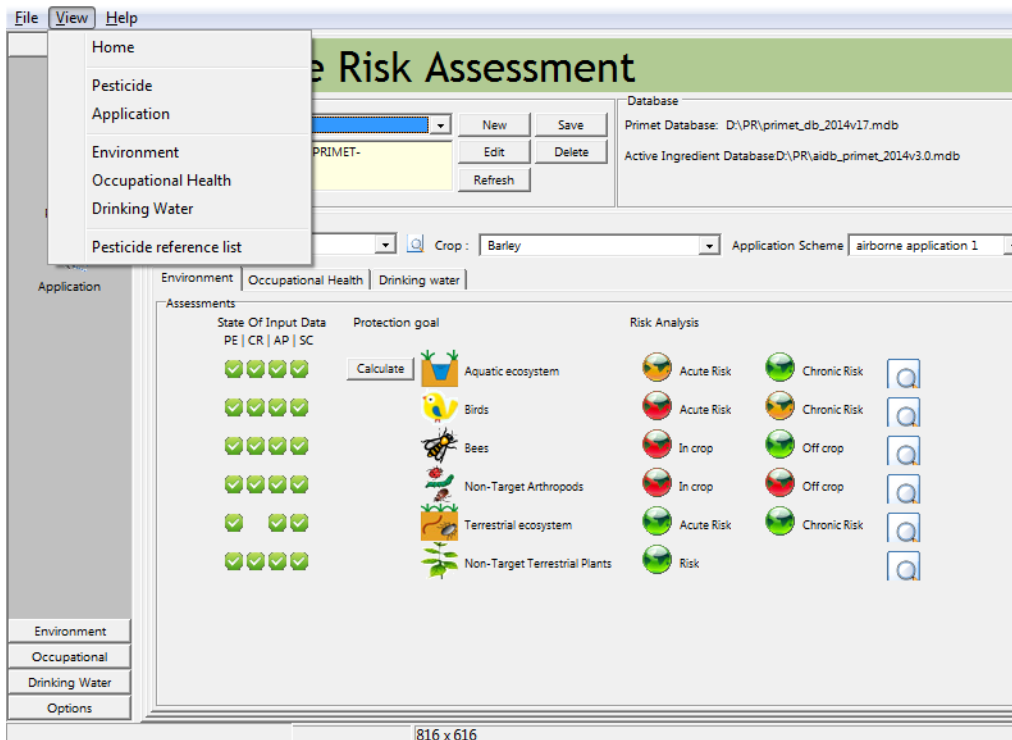 File View Help
Home
Pesticide
Application
Environment
Occupational Health
Drinking Water
Pesticide reference list
Risk Assessment
Database
New Save
Primet Database: D:\PR\primet_db_2014v17.mdb
PRIMET-
Edit Delete
Active Ingredient DatabaseD:\PR\aidb_primet_2014v3.0.mdb
Refresh
Crop : Barley
Application Scheme airborne application 1
Application
Environment Occupational Health Drinking water
Assessments
State Of Input Data Protection goal Risk Analysis
PE | CR | AP | SC
Calculate Aquatic ecosystem Acute Risk Chronic Risk
Birds Acute Risk Chronic Risk
Bees In crop Off crop
Non-Target Arthropods In crop Off crop
Terrestrial ecosystem Acute Risk Chronic Risk
Non-Target Terrestrial Plants Risk
Environment
Occupational
Drinking Water
Options
816 x 616